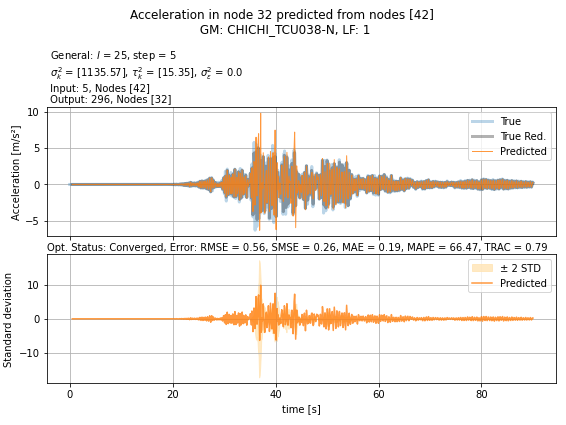 Acceleration in node 32 predicted from nodes [42]
GM: CHICHI_TCU038-N, LF: 1
General: l = 25, step = 5
σ²ₖ = [1135.57], τ²ₖ = [15.35], σ²ε = 0.0
Input: 5, Nodes [42]
Output: 296, Nodes [32]
10
5
0
−5
Acceleration [m/s²]
True
True Red.
Predicted
Opt. Status: Converged, Error: RMSE = 0.56, SMSE = 0.26, MAE = 0.19, MAPE = 66.47, TRAC = 0.79
10
0
−10
Standard deviation
± 2 STD
Predicted
0 20 40 60 80
time [s]